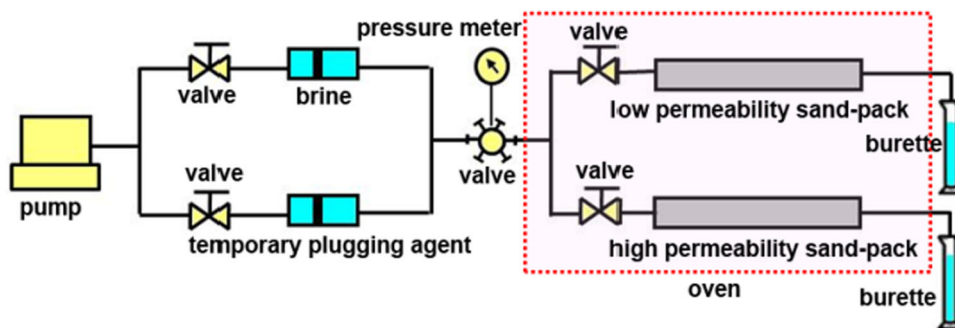 pressure meter
valve
valve
brine
low permeability sand-pack
burette
valve
valve
valve
pump
temporary plugging agent
high permeability sand-pack
oven
burette